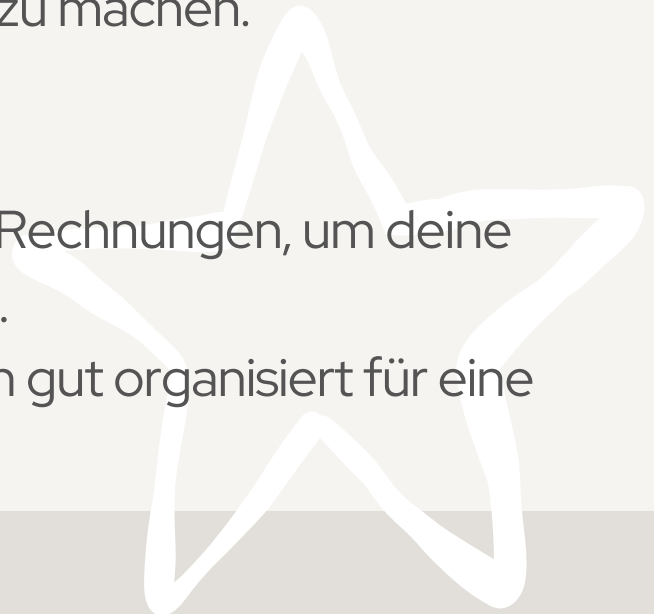 zu machen.
Rechnungen, um deine
.
n gut organisiert für eine